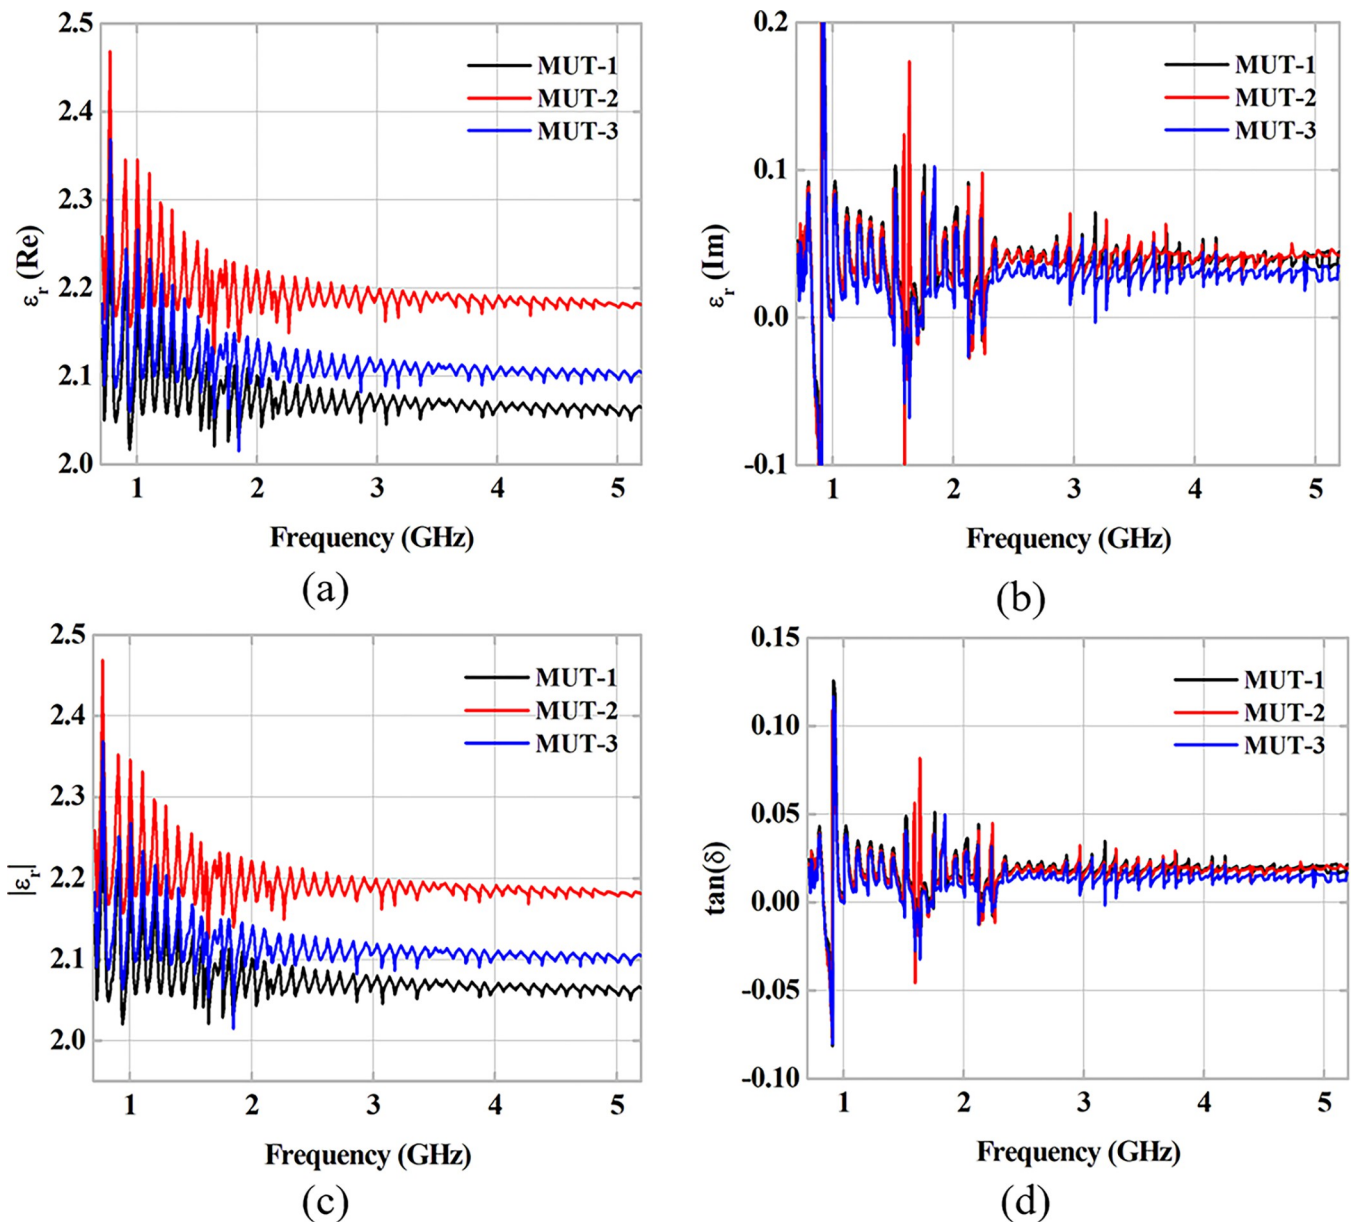 2.5
2.4
2.3
2.2
2.1
2.0
εr (Re)
MUT-1
MUT-2
MUT-3
1 2 3 4 5
Frequency (GHz)
(a)
0.2
0.1
0.0
-0.1
εr (Im)
MUT-1
MUT-2
MUT-3
1 2 3 4 5
Frequency (GHz)
(b)
2.5
2.4
2.3
2.2
2.1
2.0
|εr|
MUT-1
MUT-2
MUT-3
1 2 3 4 5
Frequency (GHz)
(c)
0.15
0.10
0.05
0.00
-0.05
-0.10
tan(δ)
MUT-1
MUT-2
MUT-3
1 2 3 4 5
Frequency (GHz)
(d)